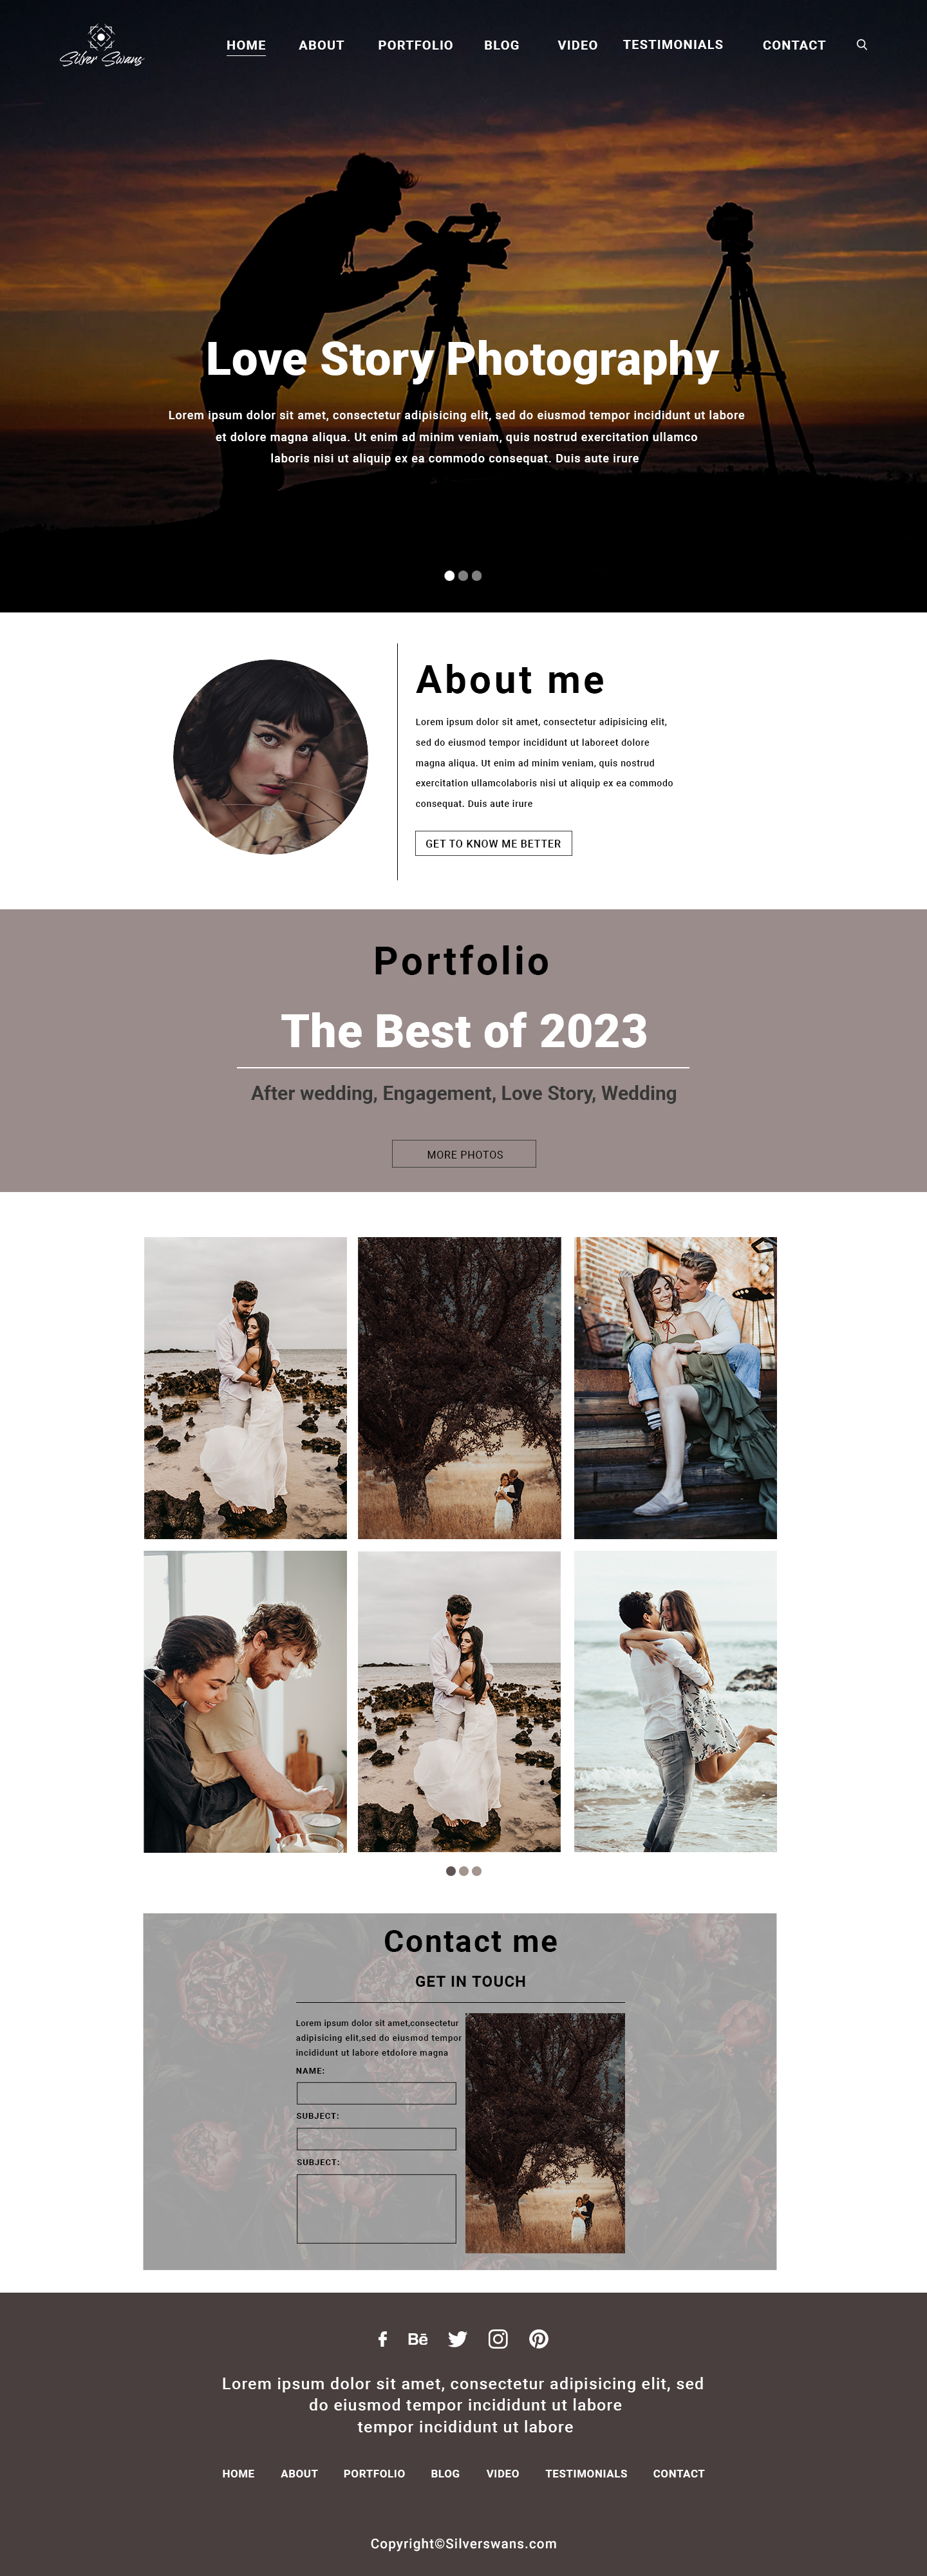 Silver Swans
HOME ABOUT PORTFOLIO BLOG VIDEO TESTIMONIALS CONTACT
Love Story Photography
Lorem ipsum dolor sit amet, consectetur adipisicing elit, sed do eiusmod tempor incididunt ut labore
et dolore magna aliqua. Ut enim ad minim veniam, quis nostrud exercitation ullamco
laboris nisi ut aliquip ex ea commodo consequat. Duis aute irure
About me
Lorem ipsum dolor sit amet, consectetur adipisicing elit,
sed do eiusmod tempor incididunt ut laboreet dolore
magna aliqua. Ut enim ad minim veniam, quis nostrud
exercitation ullamcolaboris nisi ut aliquip ex ea commodo
consequat. Duis aute irure
GET TO KNOW ME BETTER
Portfolio
The Best of 2023
After wedding, Engagement, Love Story, Wedding
MORE PHOTOS
Contact me
GET IN TOUCH
Lorem ipsum dolor sit amet,consectetur
adipisicing elit,sed do eiusmod tempor
incididunt ut labore etdolore magna
NAME:
SUBJECT:
SUBJECT:
Bē
Lorem ipsum dolor sit amet, consectetur adipisicing elit, sed
do eiusmod tempor incididunt ut labore
tempor incididunt ut labore
HOME ABOUT PORTFOLIO BLOG VIDEO TESTIMONIALS CONTACT
Copyright©Silverswans.com